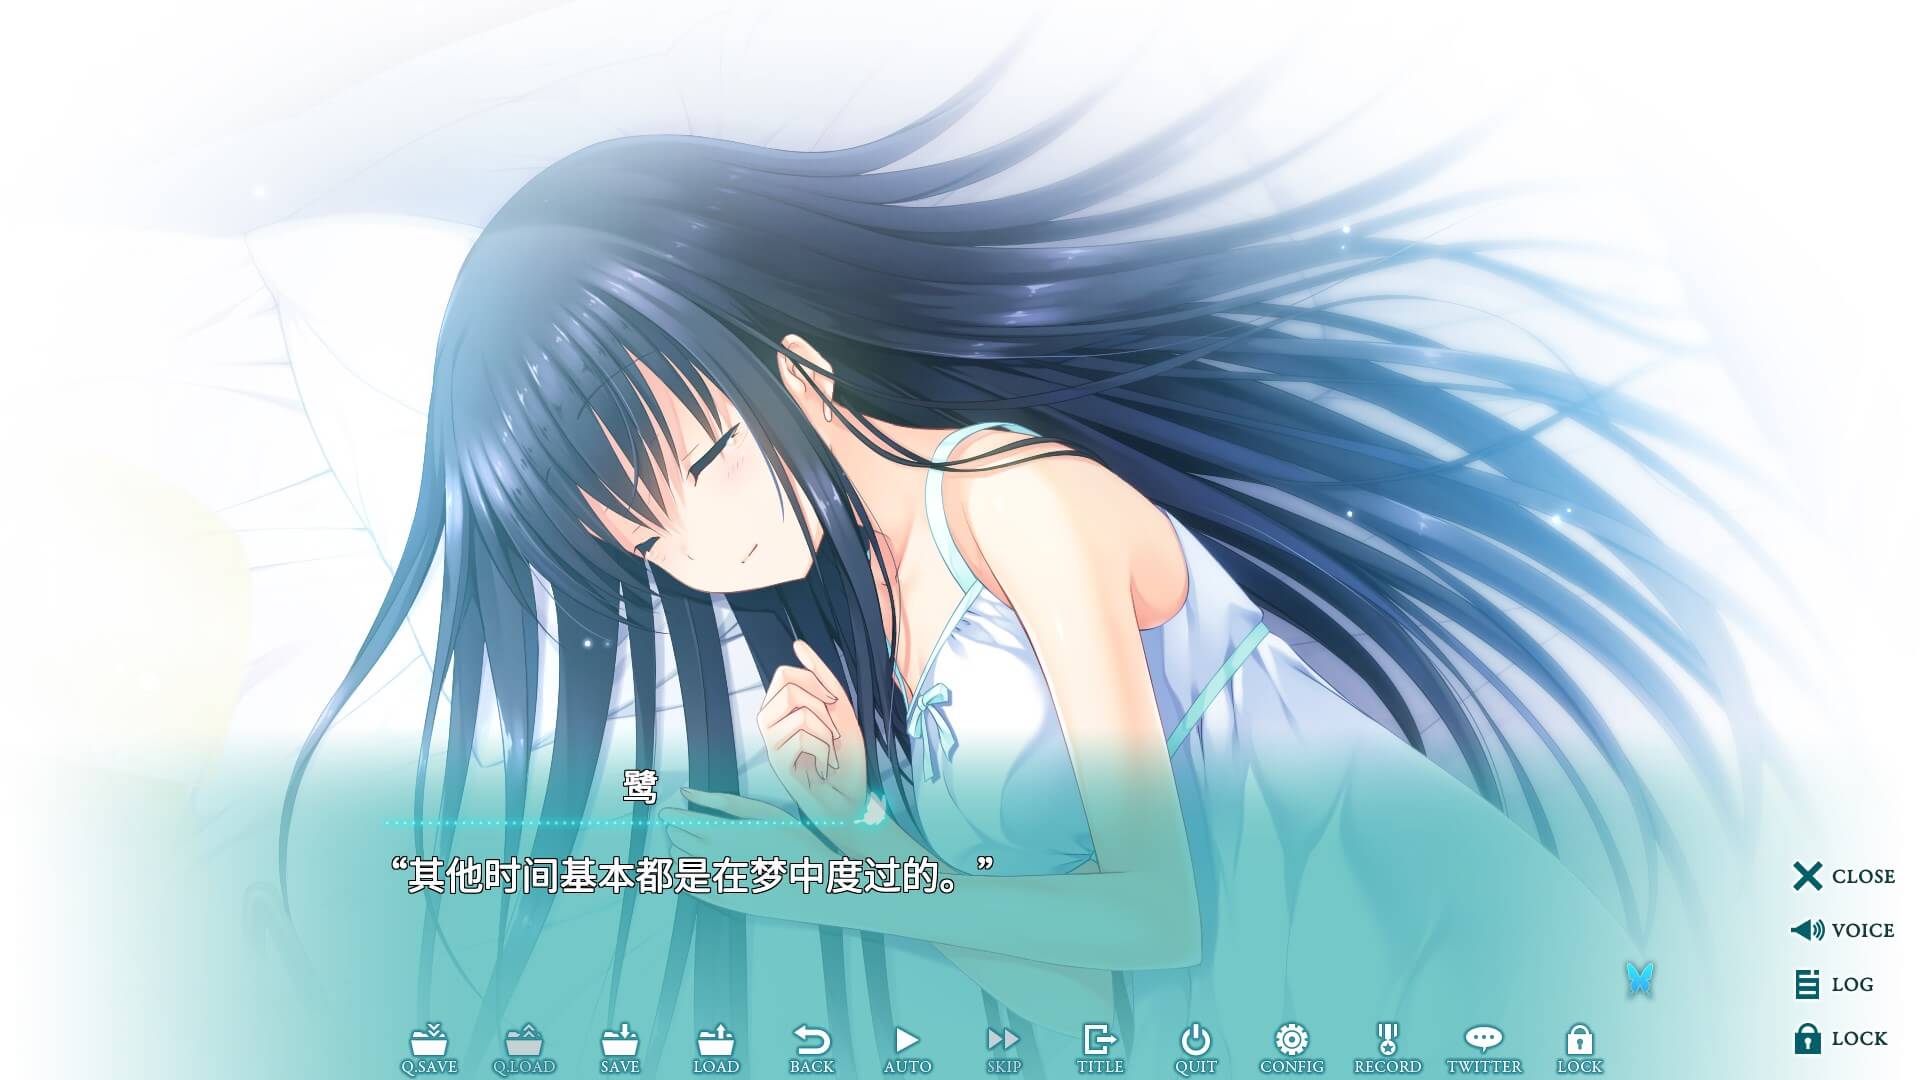 鹭
“其他时间基本都是在梦中度过的。”
CLOSE
VOICE
LOG
LOCK
Q.SAVE
Q.LOAD
SAVE
LOAD
BACK
AUTO
SKIP
TITLE
QUIT
CONFIG
RECORD
TWITTER
LOCK